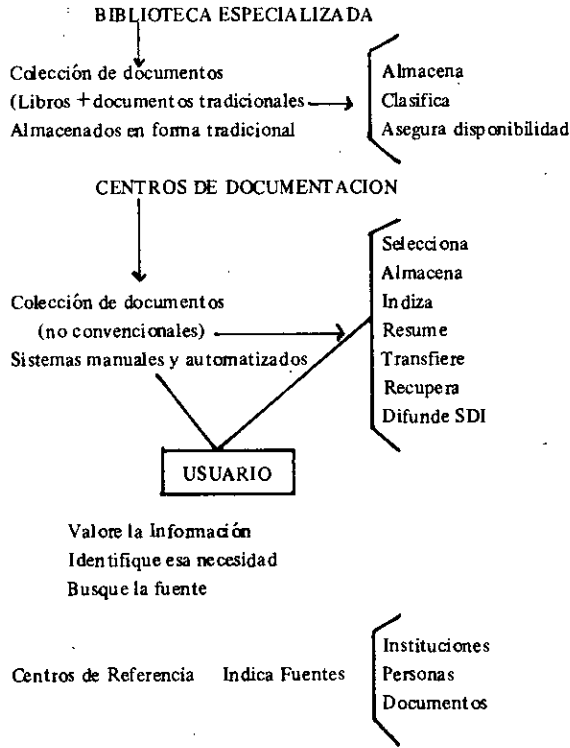 BIBLIOTECA ESPECIALIZADA
Colección de documentos
(Libros + documentos tradicionales
Almacenados en forma tradicional
Almacena
Clasifica
Asegura disponibilidad
CENTROS DE DOCUMENTACION
Colección de documentos
(no convencionales)
Sistemas manuales y automatizados
Selecciona
Almacena
Indiza
Resume
Transfiere
Recupera
Difunde SDI
USUARIO
Valore la Información
Identifique esa necesidad
Busque la fuente
Centros de Referencia Indica Fuentes
Instituciones
Personas
Documentos